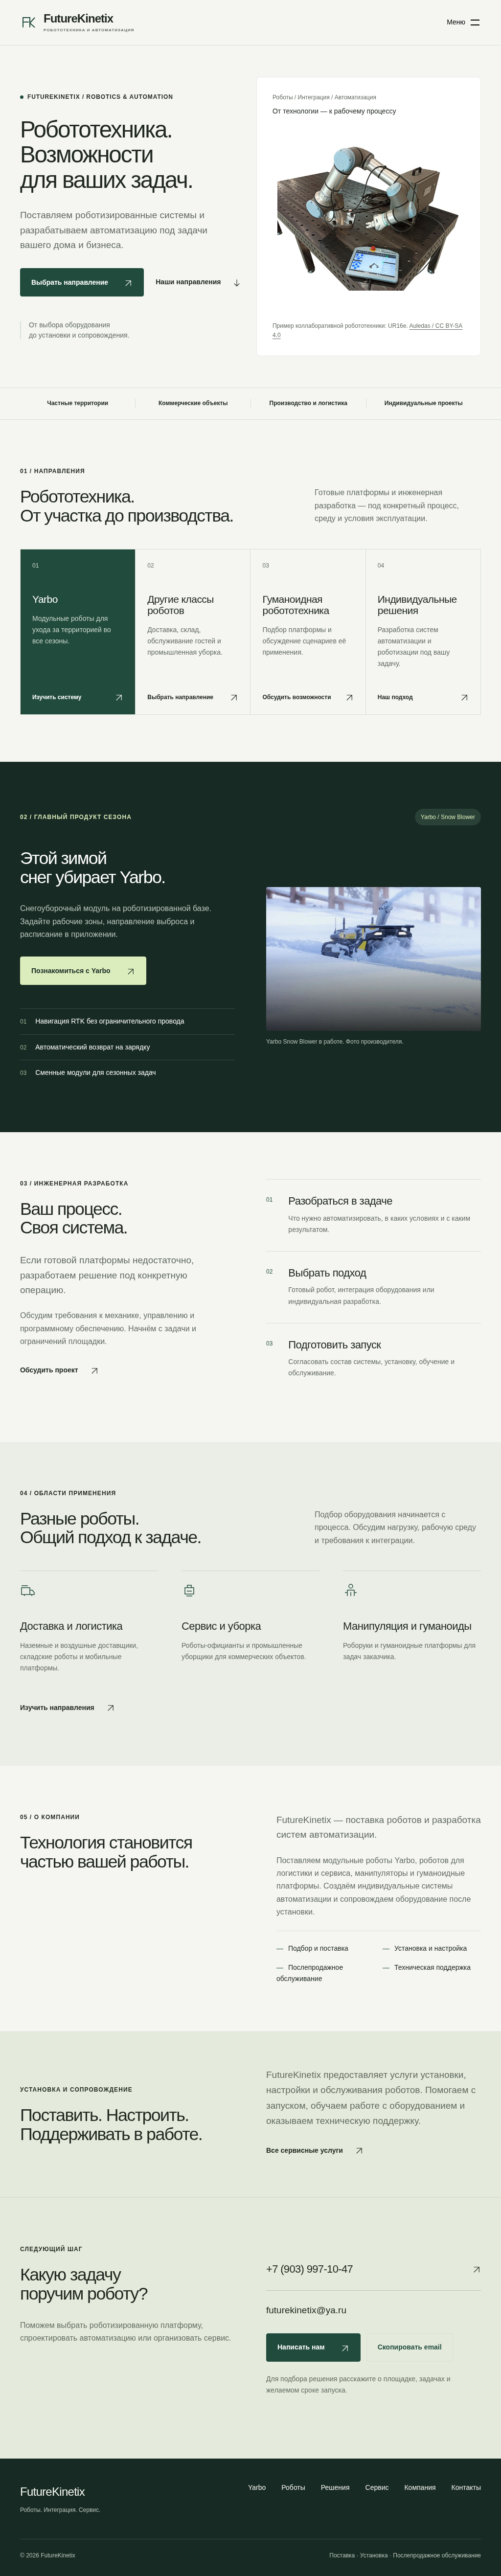 FutureKinetix
РОБОТОТЕХНИКА И АВТОМАТИЗАЦИЯ
Меню
FUTUREKINETIX / ROBOTICS & AUTOMATION
Робототехника.
Возможности
для ваших задач.
Поставляем роботизированные системы и
разрабатываем автоматизацию под задачи
вашего дома и бизнеса.
Выбрать направление
Наши направления
От выбора оборудования
до установки и сопровождения.
Роботы / Интеграция / Автоматизация
От технологии — к рабочему процессу
Пример коллаборативной робототехники: UR16e. Auledas / CC BY-SA
4.0
Частные территории
Коммерческие объекты
Производство и логистика
Индивидуальные проекты
01 / НАПРАВЛЕНИЯ
Робототехника.
От участка до производства.
Готовые платформы и инженерная
разработка — под конкретный процесс,
среду и условия эксплуатации.
01
Yarbo
Модульные роботы для
ухода за территорией во
все сезоны.
Изучить систему
02
Другие классы
роботов
Доставка, склад,
обслуживание гостей и
промышленная уборка.
Выбрать направление
03
Гуманоидная
робототехника
Подбор платформы и
обсуждение сценариев её
применения.
Обсудить возможности
04
Индивидуальные
решения
Разработка систем
автоматизации и
роботизации под вашу
задачу.
Наш подход
02 / ГЛАВНЫЙ ПРОДУКТ СЕЗОНА
Yarbo / Snow Blower
Этой зимой
снег убирает Yarbo.
Снегоуборочный модуль на роботизированной базе.
Задайте рабочие зоны, направление выброса и
расписание в приложении.
Познакомиться с Yarbo
01 Навигация RTK без ограничительного провода
02 Автоматический возврат на зарядку
03 Сменные модули для сезонных задач
Yarbo Snow Blower в работе. Фото производителя.
03 / ИНЖЕНЕРНАЯ РАЗРАБОТКА
Ваш процесс.
Своя система.
Если готовой платформы недостаточно,
разработаем решение под конкретную
операцию.
Обсудим требования к механике, управлению и
программному обеспечению. Начнём с задачи и
ограничений площадки.
Обсудить проект
01 Разобраться в задаче
Что нужно автоматизировать, в каких условиях и с каким
результатом.
02 Выбрать подход
Готовый робот, интеграция оборудования или
индивидуальная разработка.
03 Подготовить запуск
Согласовать состав системы, установку, обучение и
обслуживание.
04 / ОБЛАСТИ ПРИМЕНЕНИЯ
Разные роботы.
Общий подход к задаче.
Подбор оборудования начинается с
процесса. Обсудим нагрузку, рабочую среду
и требования к интеграции.
Доставка и логистика
Наземные и воздушные доставщики,
складские роботы и мобильные
платформы.
Сервис и уборка
Роботы-официанты и промышленные
уборщики для коммерческих объектов.
Манипуляция и гуманоиды
Роборуки и гуманоидные платформы для
задач заказчика.
Изучить направления
05 / О КОМПАНИИ
Технология становится
частью вашей работы.
FutureKinetix — поставка роботов и разработка
систем автоматизации.
Поставляем модульные роботы Yarbo, роботов для
логистики и сервиса, манипуляторы и гуманоидные
платформы. Создаём индивидуальные системы
автоматизации и сопровождаем оборудование после
установки.
— Подбор и поставка
— Установка и настройка
— Послепродажное
обслуживание
— Техническая поддержка
УСТАНОВКА И СОПРОВОЖДЕНИЕ
Поставить. Настроить.
Поддерживать в работе.
FutureKinetix предоставляет услуги установки,
настройки и обслуживания роботов. Помогаем с
запуском, обучаем работе с оборудованием и
оказываем техническую поддержку.
Все сервисные услуги
СЛЕДУЮЩИЙ ШАГ
Какую задачу
поручим роботу?
Поможем выбрать роботизированную платформу,
спроектировать автоматизацию или организовать сервис.
+7 (903) 997-10-47
futurekinetix@ya.ru
Написать нам
Скопировать email
Для подбора решения расскажите о площадке, задачах и
желаемом сроке запуска.
FutureKinetix
Роботы. Интеграция. Сервис.
Yarbo
Роботы
Решения
Сервис
Компания
Контакты
© 2026 FutureKinetix
Поставка · Установка · Послепродажное обслуживание